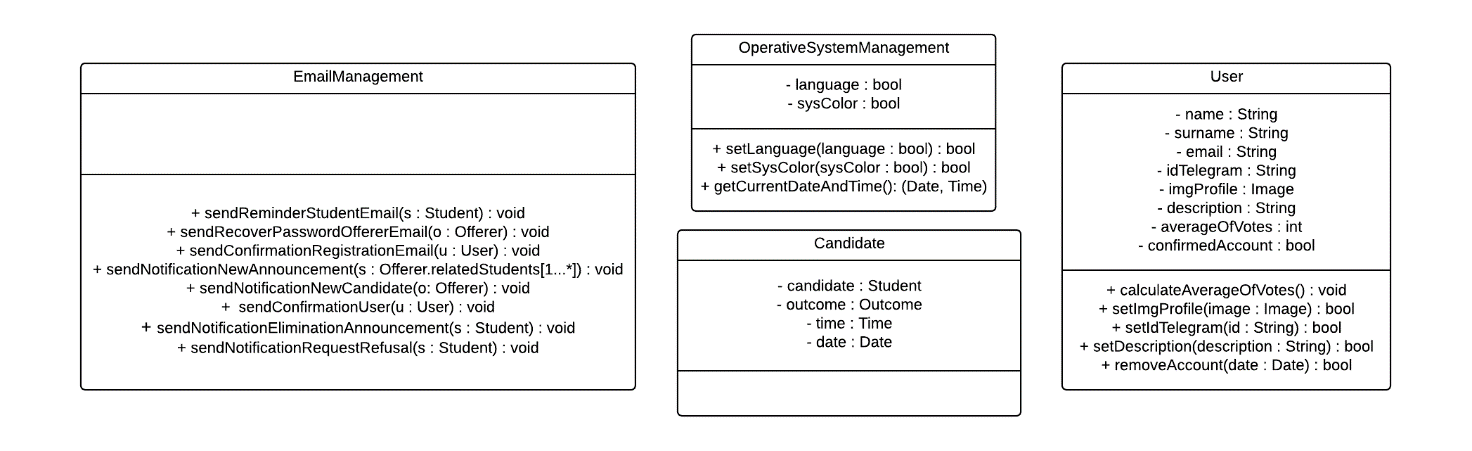 EmailManagement
+ sendReminderStudentEmail(s : Student) : void
+ sendRecoverPasswordOffererEmail(o : Offerer) : void
+ sendConfirmationRegistrationEmail(u : User) : void
+ sendNotificationNewAnnouncement(s : Offerer.relatedStudents[1...*]) : void
+ sendNotificationNewCandidate(o: Offerer) : void
+ sendConfirmationUser(u : User) : void
+ sendNotificationEliminationAnnouncement(s : Student) : void
+ sendNotificationRequestRefusal(s : Student) : void
OperativeSystemManagement
- language : bool
- sysColor : bool
+ setLanguage(language : bool) : bool
+ setSysColor(sysColor : bool) : bool
+ getCurrentDateAndTime(): (Date, Time)
Candidate
- candidate : Student
- outcome : Outcome
- time : Time
- date : Date
User
- name : String
- surname : String
- email : String
- idTelegram : String
- imgProfile : Image
- description : String
- averageOfVotes : int
- confirmedAccount : bool
+ calculateAverageOfVotes() : void
+ setImgProfile(image : Image) : bool
+ setIdTelegram(id : String) : bool
+ setDescription(description : String) : bool
+ removeAccount(date : Date) : bool